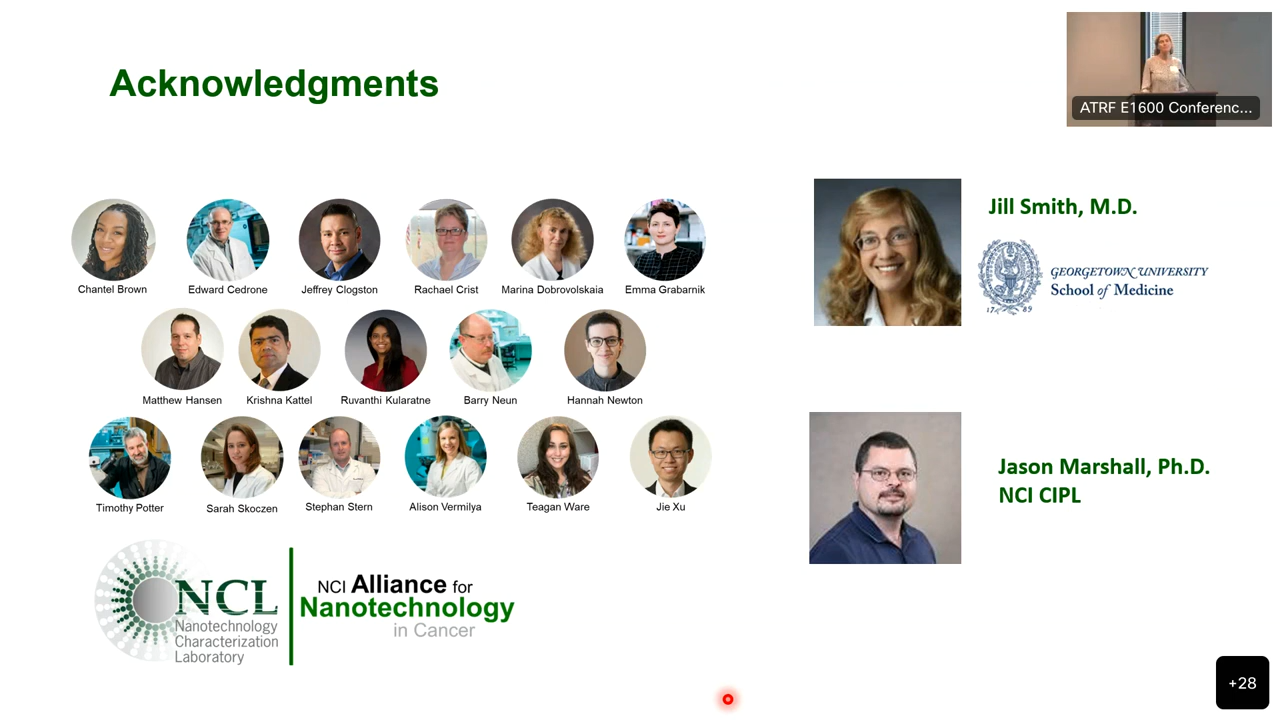 Acknowledgments
ATRF E1600 Conferenc...
Chantel Brown
Edward Cedrone
Jeffrey Clogston
Rachael Crist
Marina Dobrovolskaia
Emma Grabarnik
Matthew Hansen
Krishna Kattel
Ruvanthi Kularatne
Barry Neun
Hannah Newton
Timothy Potter
Sarah Skoczen
Stephan Stern
Alison Vermilya
Teagan Ware
Jie Xu
NCL
Nanotechnology
Characterization
Laboratory
NCI Alliance for
Nanotechnology
in Cancer
Jill Smith, M.D.
GEORGETOWN UNIVERSITY
School of Medicine
17 89
Jason Marshall, Ph.D.
NCI CIPL
+28